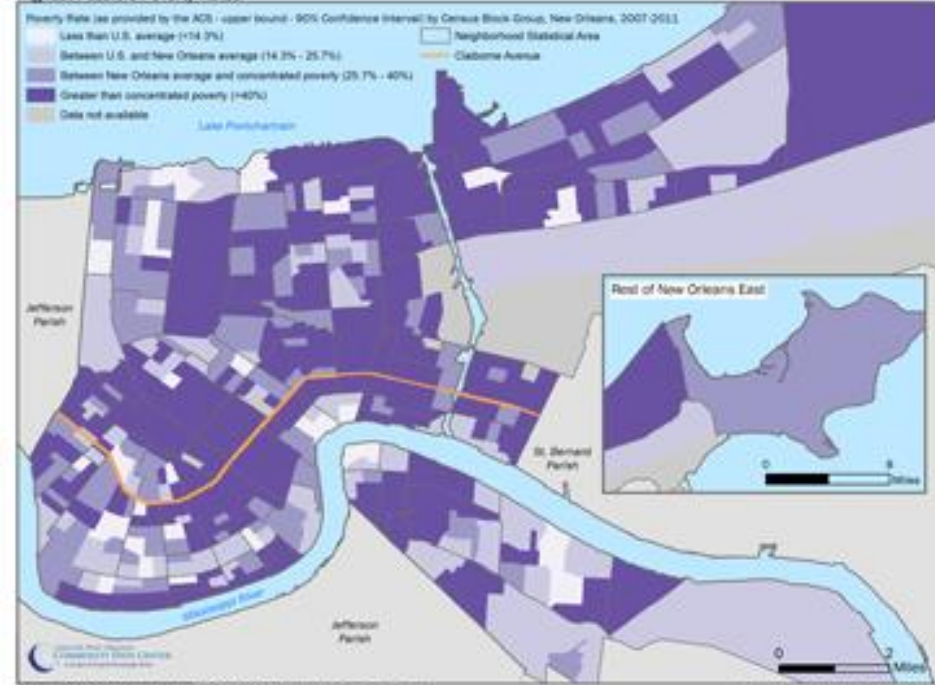 Poverty Rate (as provided by the ACS - upper bound - 90% Confidence Interval) by Census Block Group, New Orleans, 2007-2011
Less than U.S. average (<14.3%)
Between U.S. and New Orleans average (14.3% - 25.7%)
Between New Orleans average and concentrated poverty (25.7% - 40%)
Greater than concentrated poverty (>40%)
Data not available
Neighborhood Statistical Area
Claiborne Avenue
Lake Pontchartrain
Jefferson
Parish
Rest of New Orleans East
0 8
Miles
St. Bernard
Parish
Mississippi River
Jefferson
Parish
COMMUNITY DATA CENTER
0 2
Miles